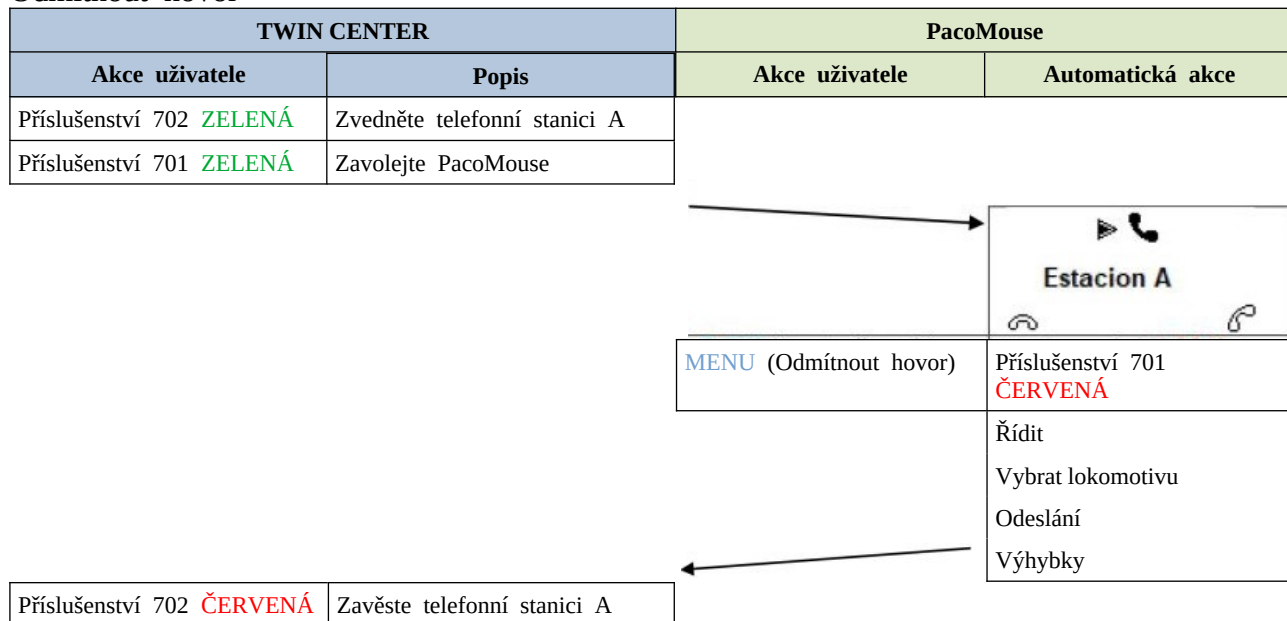 Odmítnout hovor
TWIN CENTER PacoMouse
Akce uživatele Popis Akce uživatele Automatická akce
Příslušenství 702 ZELENÁ Zvedněte telefonní stanici A
Příslušenství 701 ZELENÁ Zavolejte PacoMouse
Estacion A
MENU (Odmítnout hovor) Příslušenství 701
ČERVENÁ
Řídit
Vybrat lokomotivu
Odeslání
Výhybky
Příslušenství 702 ČERVENÁ Zavěste telefonní stanici A